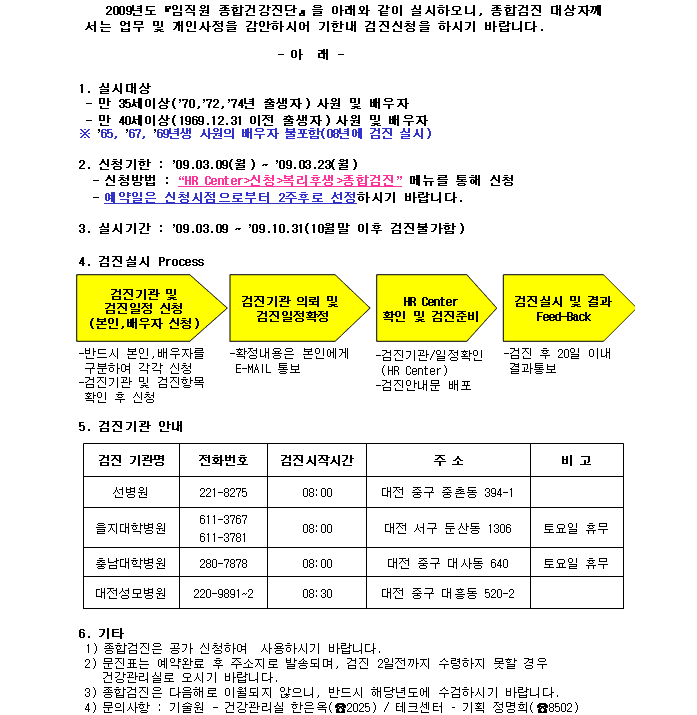 2009년도 『임직원 종합건강진단』을 아래와 같이 실시하오니, 종합검진 대상자께
서는 업무 및 개인사정을 감안하시어 기한내 검진신청을 하시기 바랍니다.
- 아 래 -
1. 실시대상
- 만 35세이상('70,'72,'74년 출생자) 사원 및 배우자
- 만 40세이상(1969.12.31 이전 출생자) 사원 및 배우자
※ '65, '67, '69년생 사원의 배우자 불포함(08년에 검진 실시)
2. 신청기한 : '09.03.09(월) ~ '09.03.23(월)
- 신청방법 : “HR Center>신청>복리후생>종합검진” 메뉴를 통해 신청
- 예약일은 신청시점으로부터 2주후로 선정하시기 바랍니다.
3. 실시기간 : '09.03.09 ~ '09.10.31(10월말 이후 검진불가함)
4. 검진실시 Process
검진기관 및
검진일정 신청
(본인,배우자 신청)
검진기관 의뢰 및
검진일정확정
HR Center
확인 및 검진준비
검진실시 및 결과
Feed-Back
-반드시 본인,배우자를
구분하여 각각 신청
-검진기관 및 검진항목
확인 후 신청
-확정내용은 본인에게
E-MAIL 통보
-검진기관/일정확인
(HR Center)
-검진안내문 배포
-검진 후 20일 이내
결과통보
5. 검진기관 안내
검진 기관명 전화번호 검진시작시간 주 소 비 고
선병원 221-8275 08:00 대전 중구 중촌동 394-1
을지대학병원 611-3767 611-3781 08:00 대전 서구 둔산동 1306 토요일 휴무
충남대학병원 280-7878 08:00 대전 중구 대사동 640 토요일 휴무
대전성모병원 220-9891~2 08:30 대전 중구 대흥동 520-2
6. 기타
1) 종합검진은 공가 신청하여 사용하시기 바랍니다.
2) 문진표는 예약완료 후 주소지로 발송되며, 검진 2일전까지 수령하지 못할 경우
건강관리실로 오시기 바랍니다.
3) 종합검진은 다음해로 이월되지 않으니, 반드시 해당년도에 수검하시기 바랍니다.
4) 문의사항 : 기술원 - 건강관리실 한은옥(☎2025) / 테크센터 - 기획 정명희(☎8502)